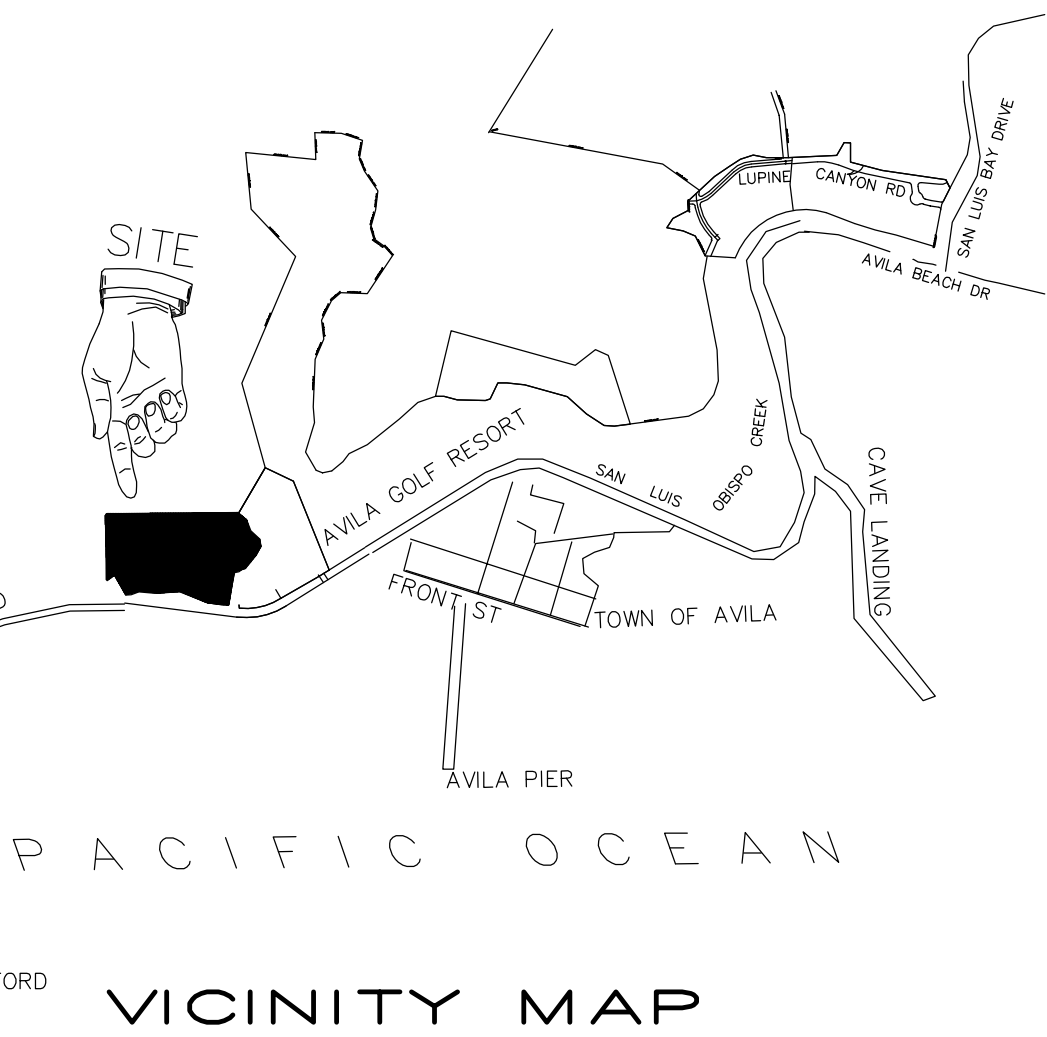 SAN LUIS BAY DRIVE
LUPINE CANYON RD
AVILA BEACH DR
SITE
SAN LUIS OBISPO CREEK
AVILA GOLF RESORT
CAVE LANDING
FRONT ST
TOWN OF AVILA
AVILA PIER
PACIFIC OCEAN
FORD
VICINITY MAP